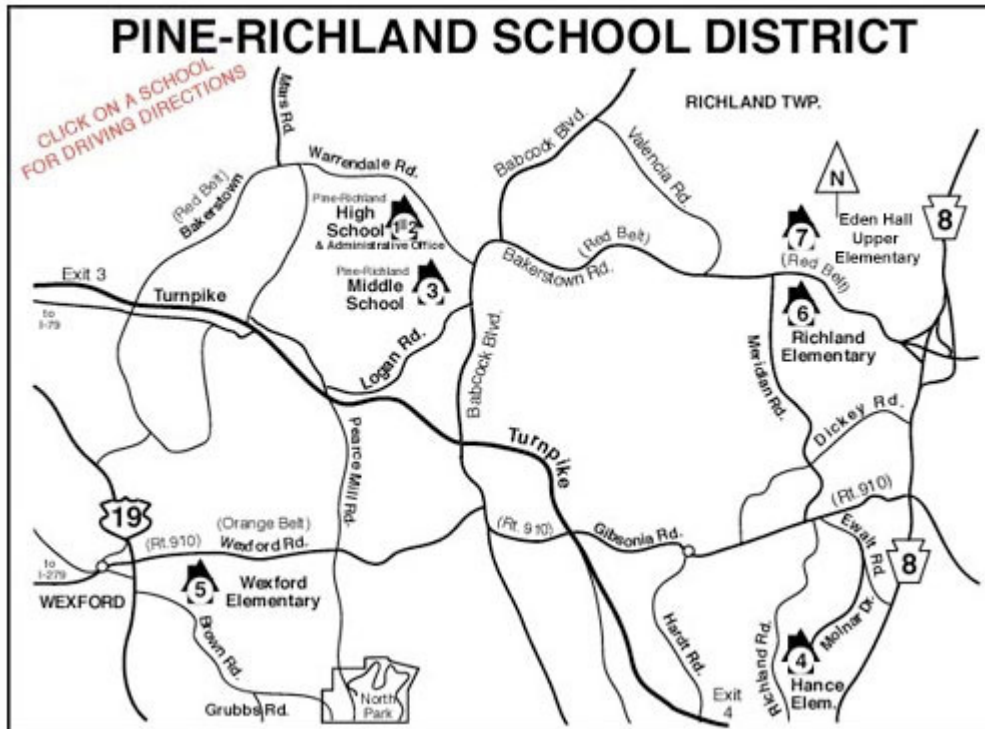 PINE-RICHLAND SCHOOL DISTRICT
CLICK ON A SCHOOL
FOR DRIVING DIRECTIONS
Mars Rd.
Warrendale Rd.
Babcock Blvd.
Valencia Rd
RICHLAND TWP.
N
8
(Red Belt)
Bakerstown
Pine-Richland
High
School
& Administrative Office
1
2
7
Eden Hall
Upper
Elementary
(Red Belt)
Bakerstown Rd.
(Red Belt)
Exit 3
Turnpike
to
I-79
Pine-Richland
Middle
School
3
6
Richland
Elementary
Logan Rd.
Babcock Blvd.
Meridian Rd.
Dickey Rd.
Turnpike
Pearce Mill Rd.
19
(Orange Belt)
(Rt.910)
Wexford Rd.
(Rt. 910)
Gibsonia Rd.
(Rt. 910)
Ewalt Rd.
8
to
I-279
WEXFORD
5
Wexford
Elementary
Brown Rd.
Grubbs Rd.
North
Park
Hardt Rd.
Richland Rd.
Molnar Dr.
4
Hance
Elem.
Exit
4